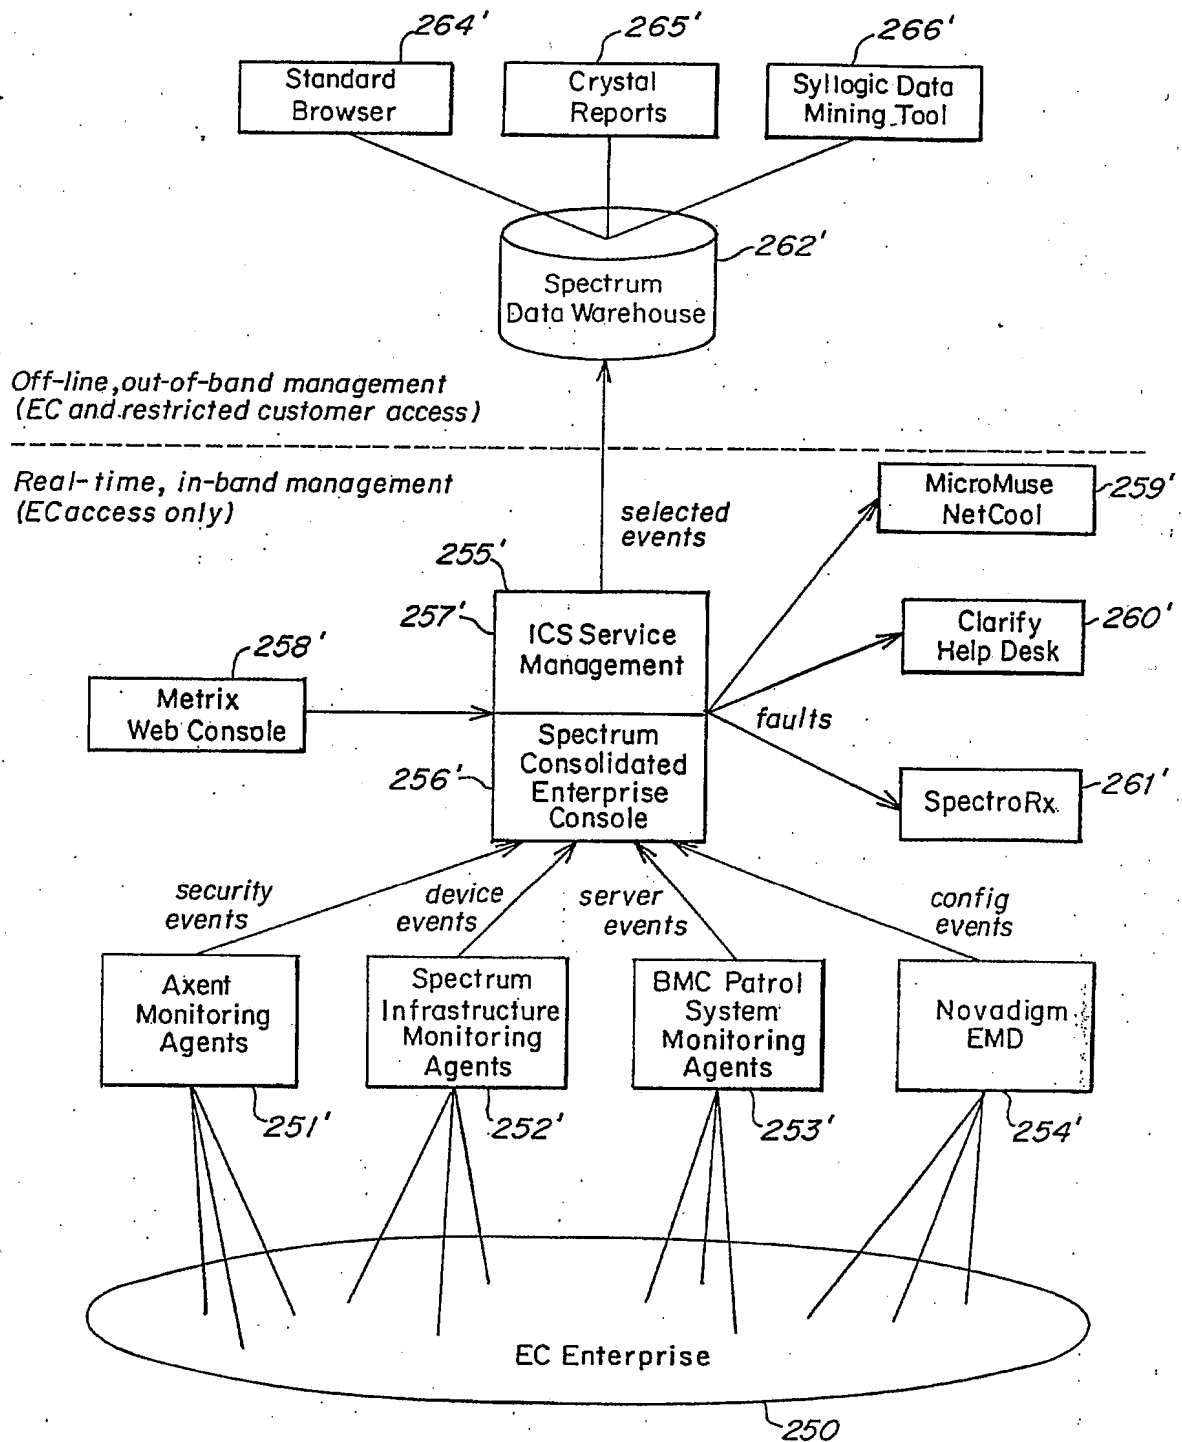 264'
265'
266'
Standard
Browser
Crystal
Reports
Syllogic Data
Mining Tool
262'
Spectrum
Data Warehouse
Off-line, out-of-band management
(EC and restricted customer access)
Real-time, in-band management
(EC access only)
selected
events
MicroMuse
NetCool
259'
255'
257'
ICS Service
Management
Clarify
Help Desk
260'
258'
Metrix
Web Console
faults
256'
Spectrum
Consolidated
Enterprise
Console
SpectroRx
261'
security
events
device
events
server
events
config
events
Axent
Monitoring
Agents
Spectrum
Infrastructure
Monitoring
Agents
BMC Patrol
System
Monitoring
Agents
Novadigm
EMD
251'
252'
253'
254'
EC Enterprise
250